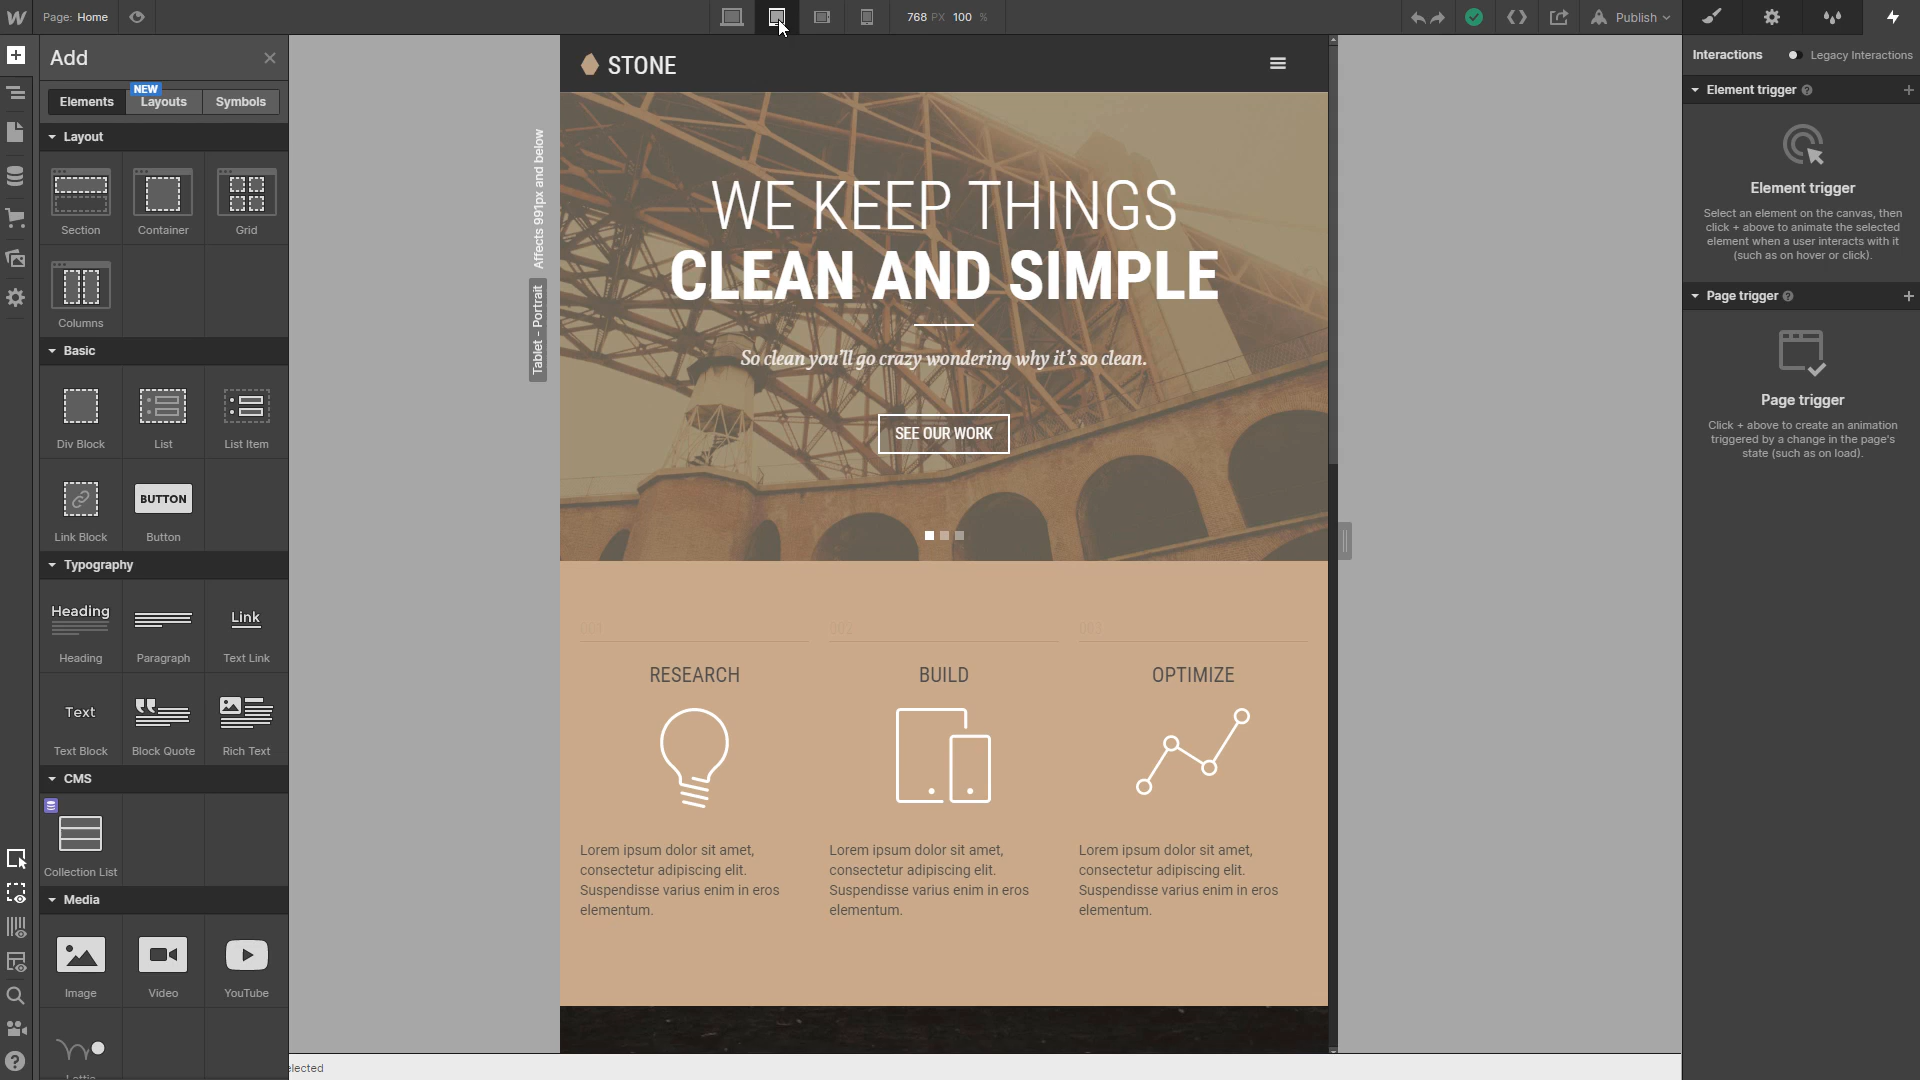 Page: Home
768 PX 100 %
Publish
Add
Elements
NEW
Layouts
Symbols
Layout
Section
Container
Grid
Columns
Basic
Div Block
List
List Item
Link Block
BUTTON
Button
Typography
Heading
Heading
Paragraph
Link
Text Link
Text
Text Block
Block Quote
Rich Text
CMS
Collection List
Media
Image
Video
YouTube
elected
Affects 991px and below
Tablet - Portrait
STONE
WE KEEP THINGS
CLEAN AND SIMPLE
So clean you'll go crazy wondering why it's so clean.
SEE OUR WORK
001
002
003
RESEARCH
BUILD
OPTIMIZE
Lorem ipsum dolor sit amet,
consectetur adipiscing elit.
Suspendisse varius enim in eros
elementum.
Lorem ipsum dolor sit amet,
consectetur adipiscing elit.
Suspendisse varius enim in eros
elementum.
Lorem ipsum dolor sit amet,
consectetur adipiscing elit.
Suspendisse varius enim in eros
elementum.
Interactions
Legacy Interactions
Element trigger
Element trigger
Select an element on the canvas, then
click + above to animate the selected
element when a user interacts with it
(such as on hover or click).
Page trigger
Page trigger
Click + above to create an animation
triggered by a change in the page's
state (such as on load).